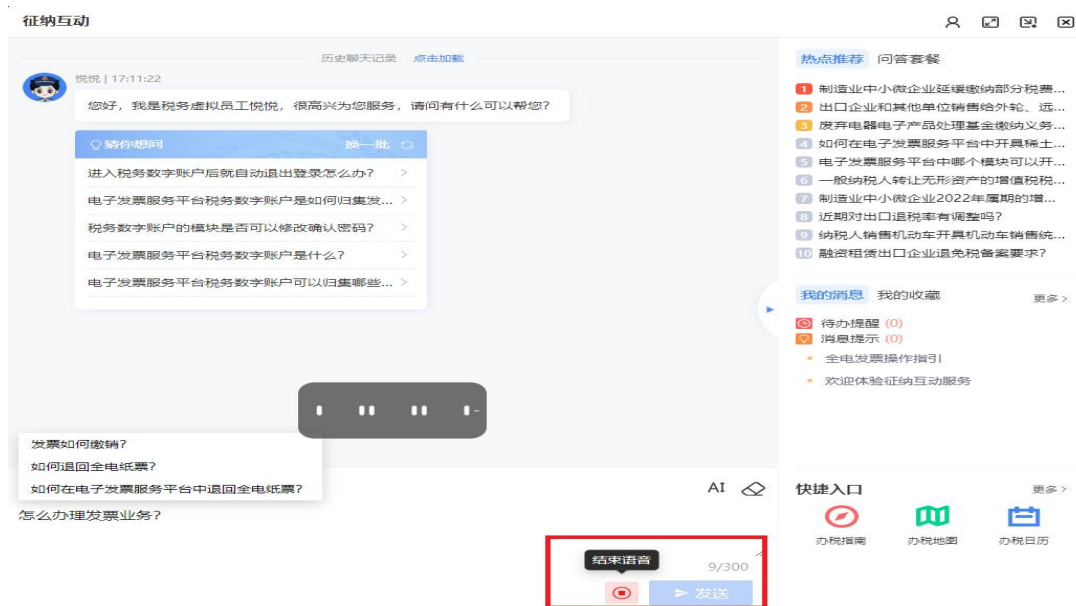 征纳互动
历史聊天记录 点击加载
悦悦 | 17:11:22
您好，我是税务虚拟员工悦悦，很高兴为您服务，请问有什么可以帮您？
猜你想问 换一批
进入税务数字账户后就自动退出登录怎么办？
电子发票服务平台税务数字账户是如何归集发...
税务数字账户的模块是否可以修改确认密码？
电子发票服务平台税务数字账户是什么？
电子发票服务平台税务数字账户可以归集哪些...
发票如何缴销？
如何退回全电纸票？
如何在电子发票服务平台中退回全电纸票？
AI
怎么办理发票业务？
结束语音
9/300
发送
热点推荐 问答套餐
1 制造业中小微企业延缓缴纳部分税费...
2 出口企业和其他单位销售给外轮、远...
3 废弃电器电子产品处理基金缴纳义务...
4 如何在电子发票服务平台中开具稀土...
5 电子发票服务平台中哪个模块可以开...
6 一般纳税人转让无形资产的增值税税...
7 制造业中小微企业2022年属期的增...
8 近期对出口退税率有调整吗？
9 纳税人销售机动车开具机动车销售统...
10 融资租赁出口企业退免税备案要求？
我的消息 我的收藏 更多 >
待办提醒 (0)
消息提示 (0)
全电发票操作指引
欢迎体验征纳互动服务
快捷入口 更多 >
办税指南 办税地图 办税日历